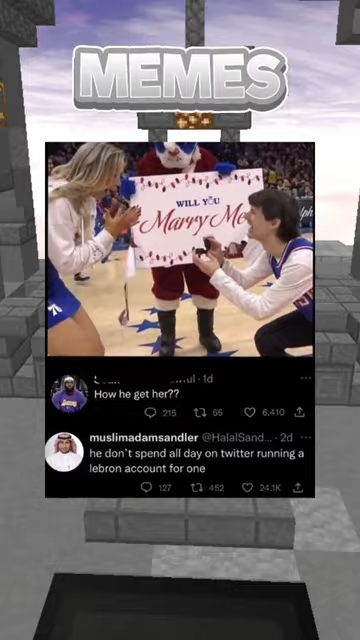 MEMES
WILL YOU
Marry Me
· 1d
How he get her??
215 55 6,410
muslimadamsandler @HalalSand... · 2d
he don't spend all day on twitter running a
lebron account for one
127 452 24.1K